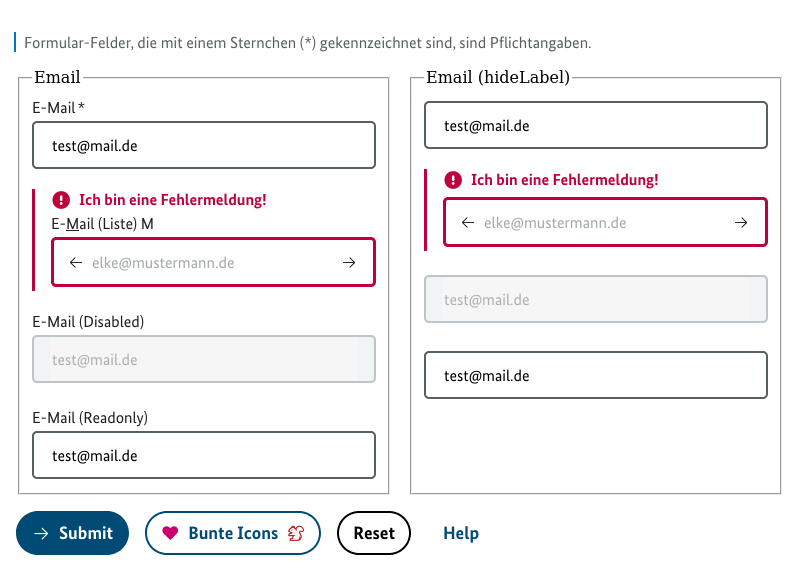 Formular-Felder, die mit einem Sternchen (*) gekennzeichnet sind, sind Pflichtangaben.
Email
E-Mail *
test@mail.de
Ich bin eine Fehlermeldung!
E-Mail (Liste) M
elke@mustermann.de
E-Mail (Disabled)
test@mail.de
E-Mail (Readonly)
test@mail.de
Email (hideLabel)
test@mail.de
Ich bin eine Fehlermeldung!
elke@mustermann.de
test@mail.de
test@mail.de
Submit
Bunte Icons
Reset
Help